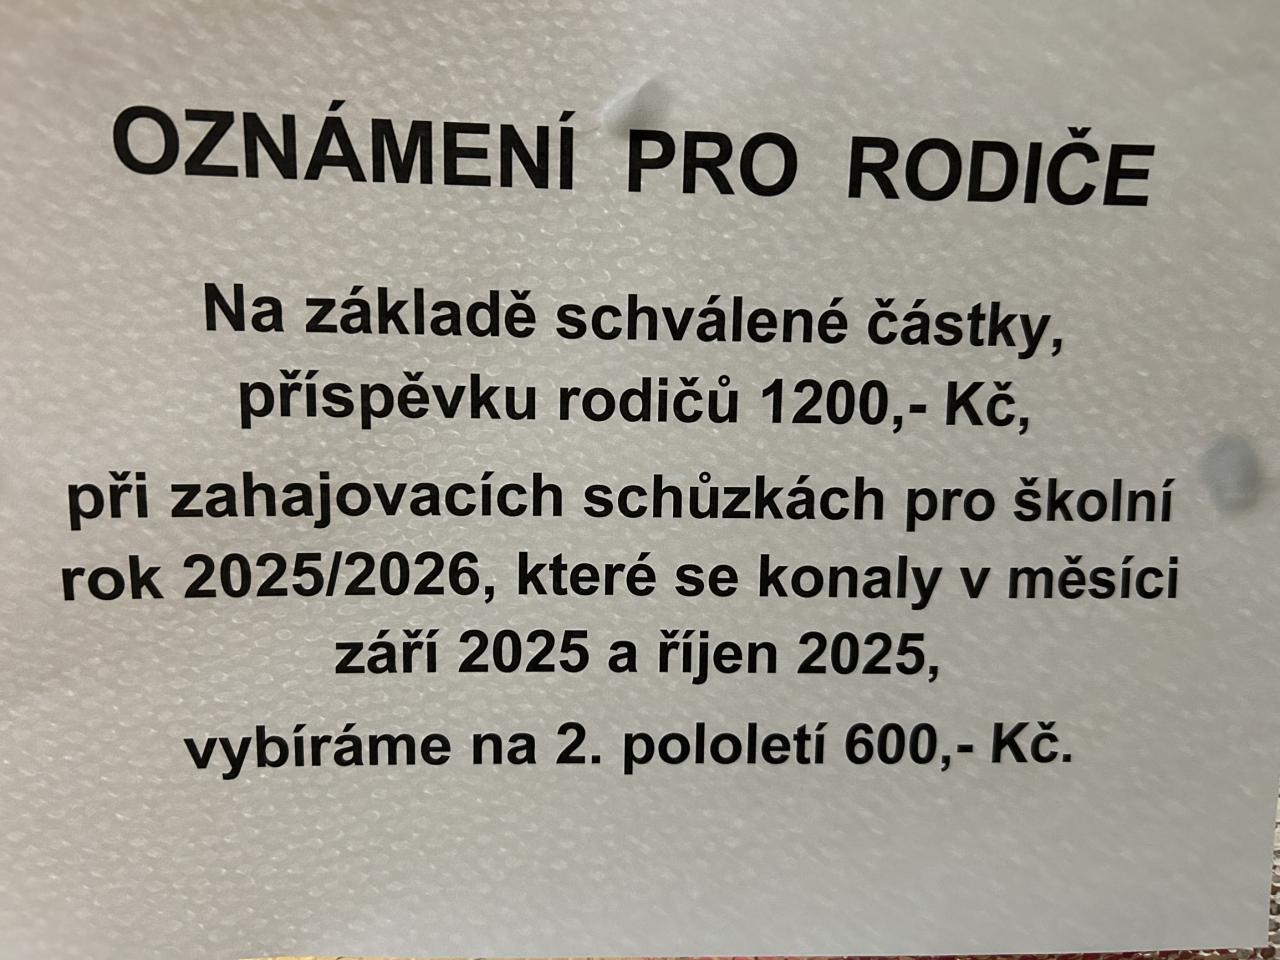 OZNÁMENÍ PRO RODIČE
Na základě schválené částky,
příspěvku rodičů 1200,- Kč,
při zahajovacích schůzkách pro školní
rok 2025/2026, které se konaly v měsíci
září 2025 a říjen 2025,
vybíráme na 2. pololetí 600,- Kč.